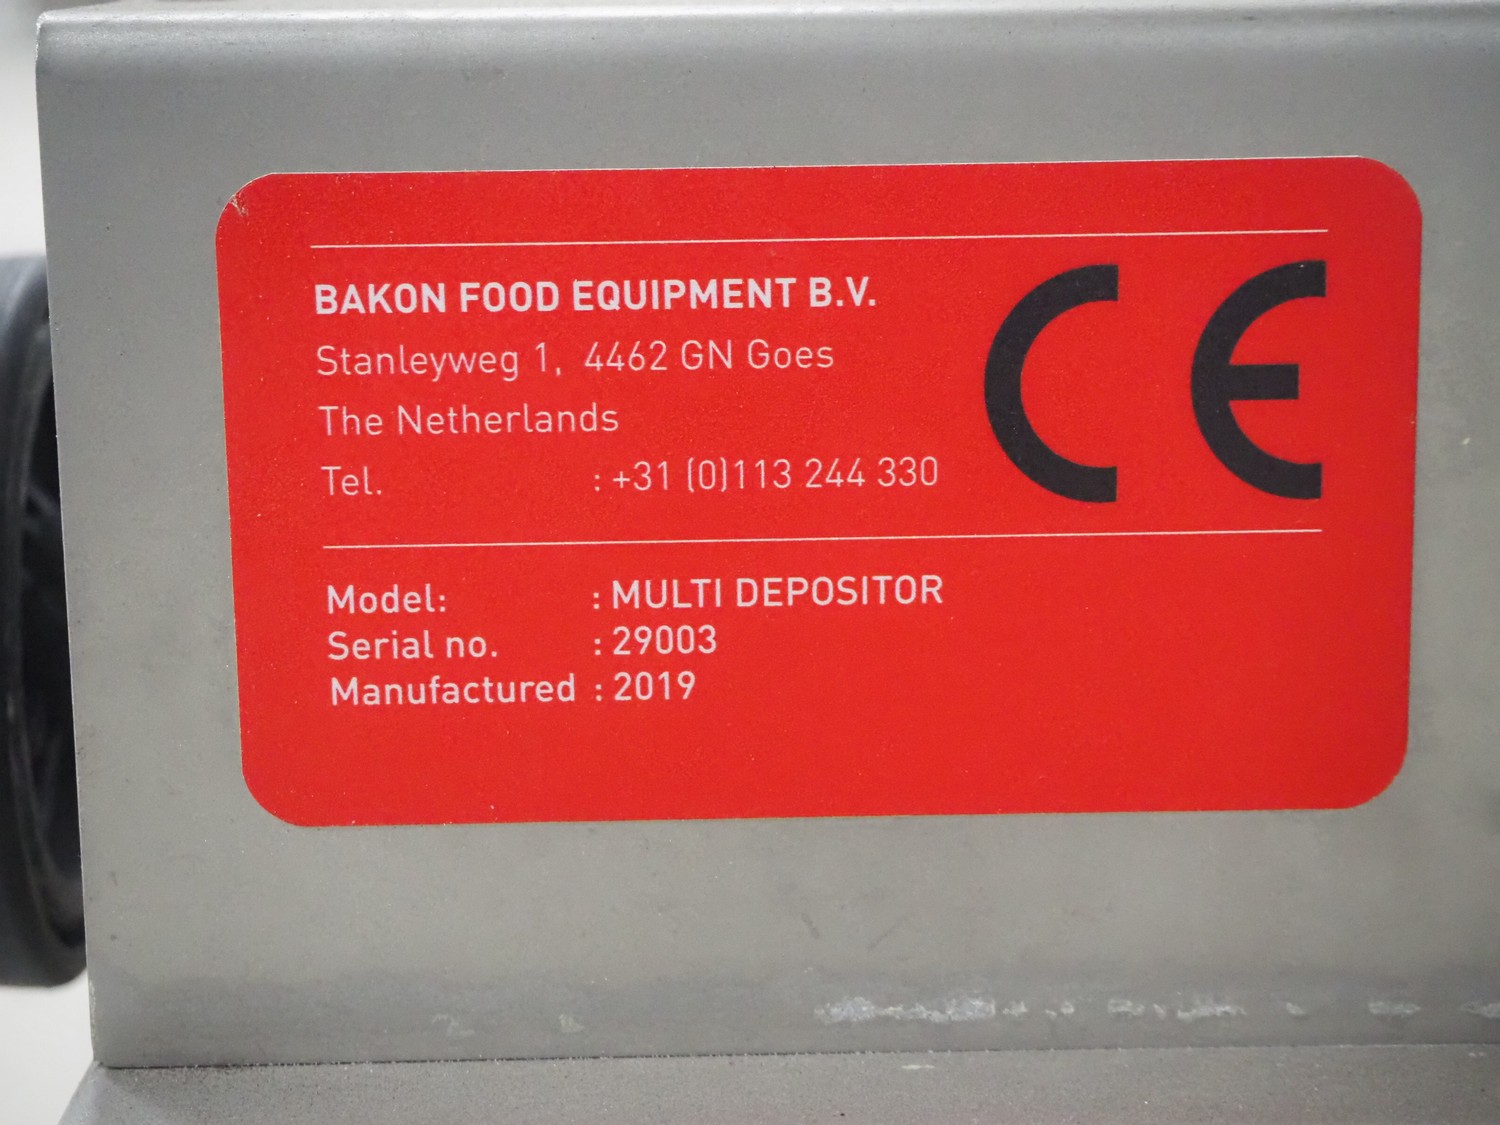 BAKON FOOD EQUIPMENT B.V.
Stanleyweg 1, 4462 GN Goes
The Netherlands
Tel. : +31 (0)113 244 330
CE
Model: : MULTI DEPOSITOR
Serial no. : 29003
Manufactured : 2019